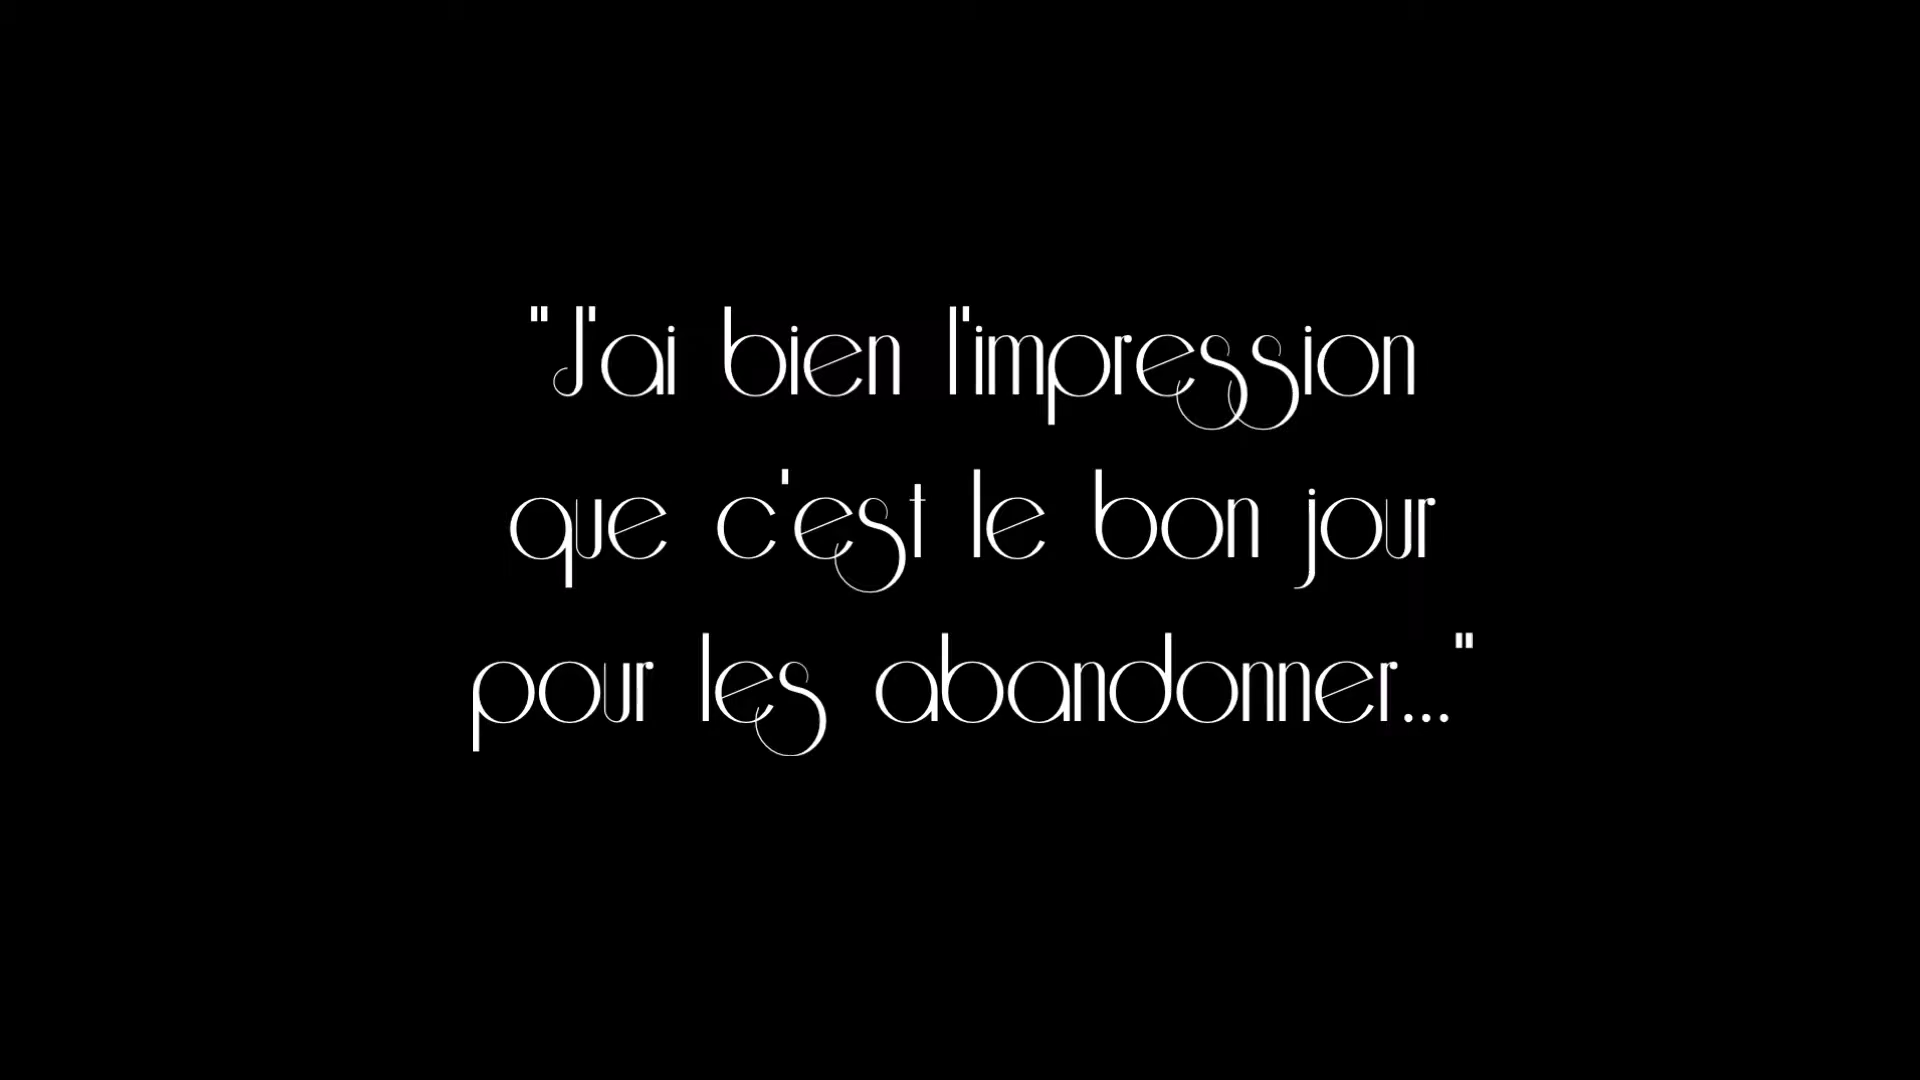 "J'ai bien l'impression
que c'est le bon jour
pour les abandonner..."